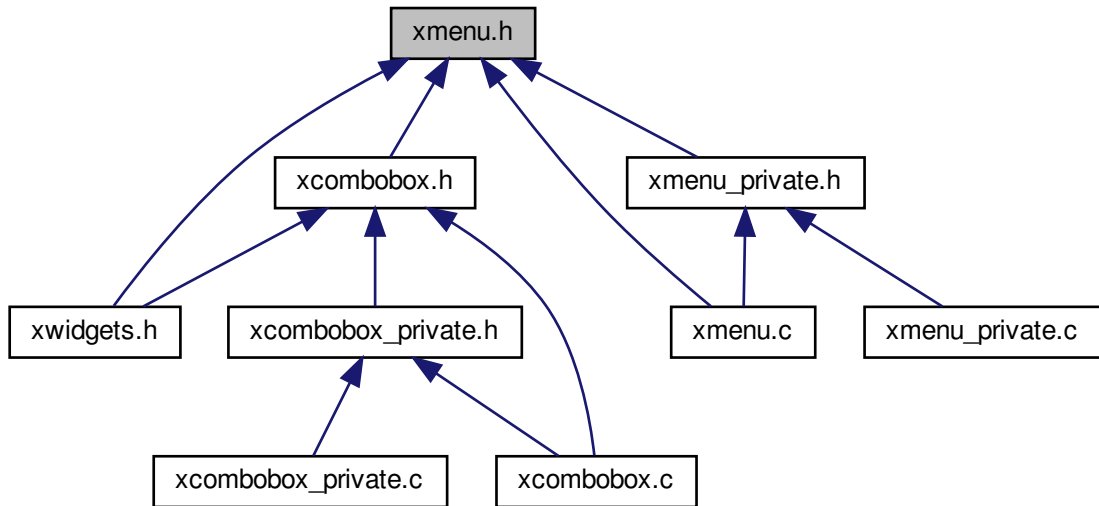 xmenu.h
xcombobox.h
xmenu_private.h
xwidgets.h
xcombobox_private.h
xmenu.c
xmenu_private.c
xcombobox_private.c
xcombobox.c